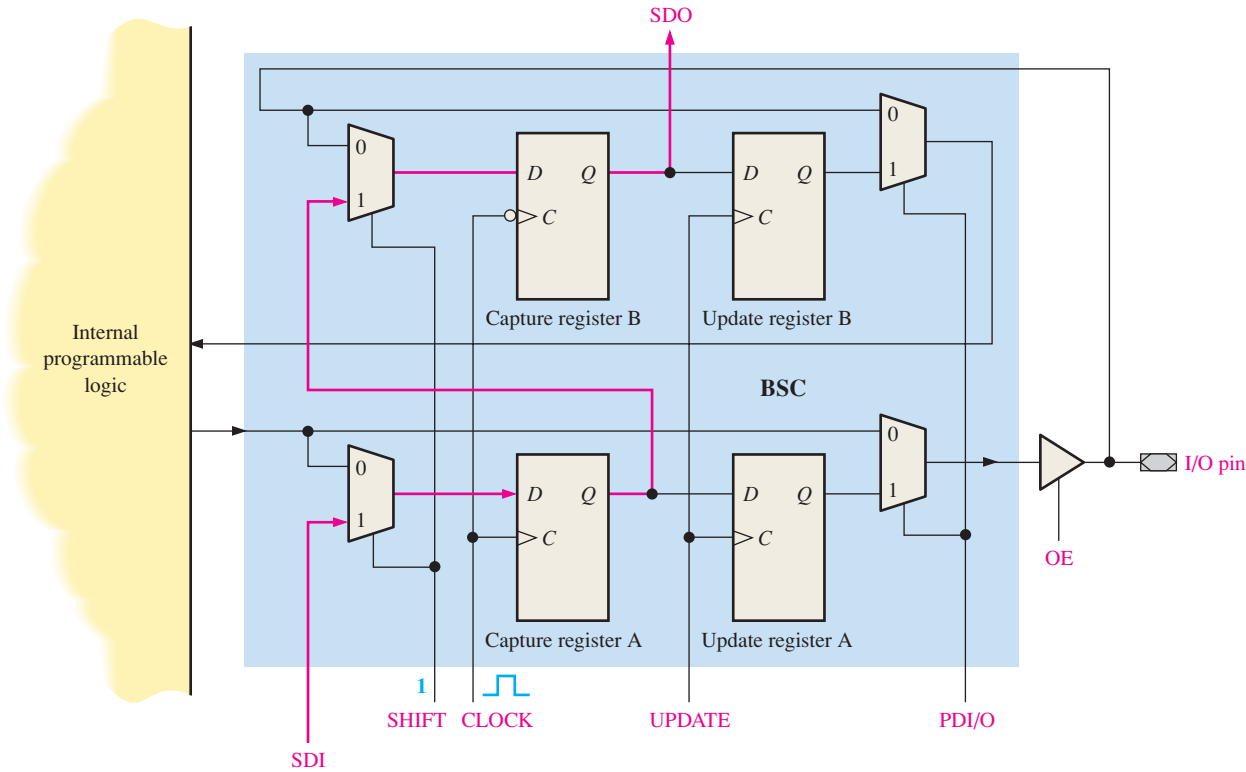 SDO
0
0
1
D Q
D Q
1
C
C
Capture register B
Update register B
Internal
programmable
logic
BSC
0
0
1
D Q
D Q
1
C
C
I/O pin
OE
Capture register A
Update register A
1
SHIFT
CLOCK
UPDATE
PDI/O
SDI